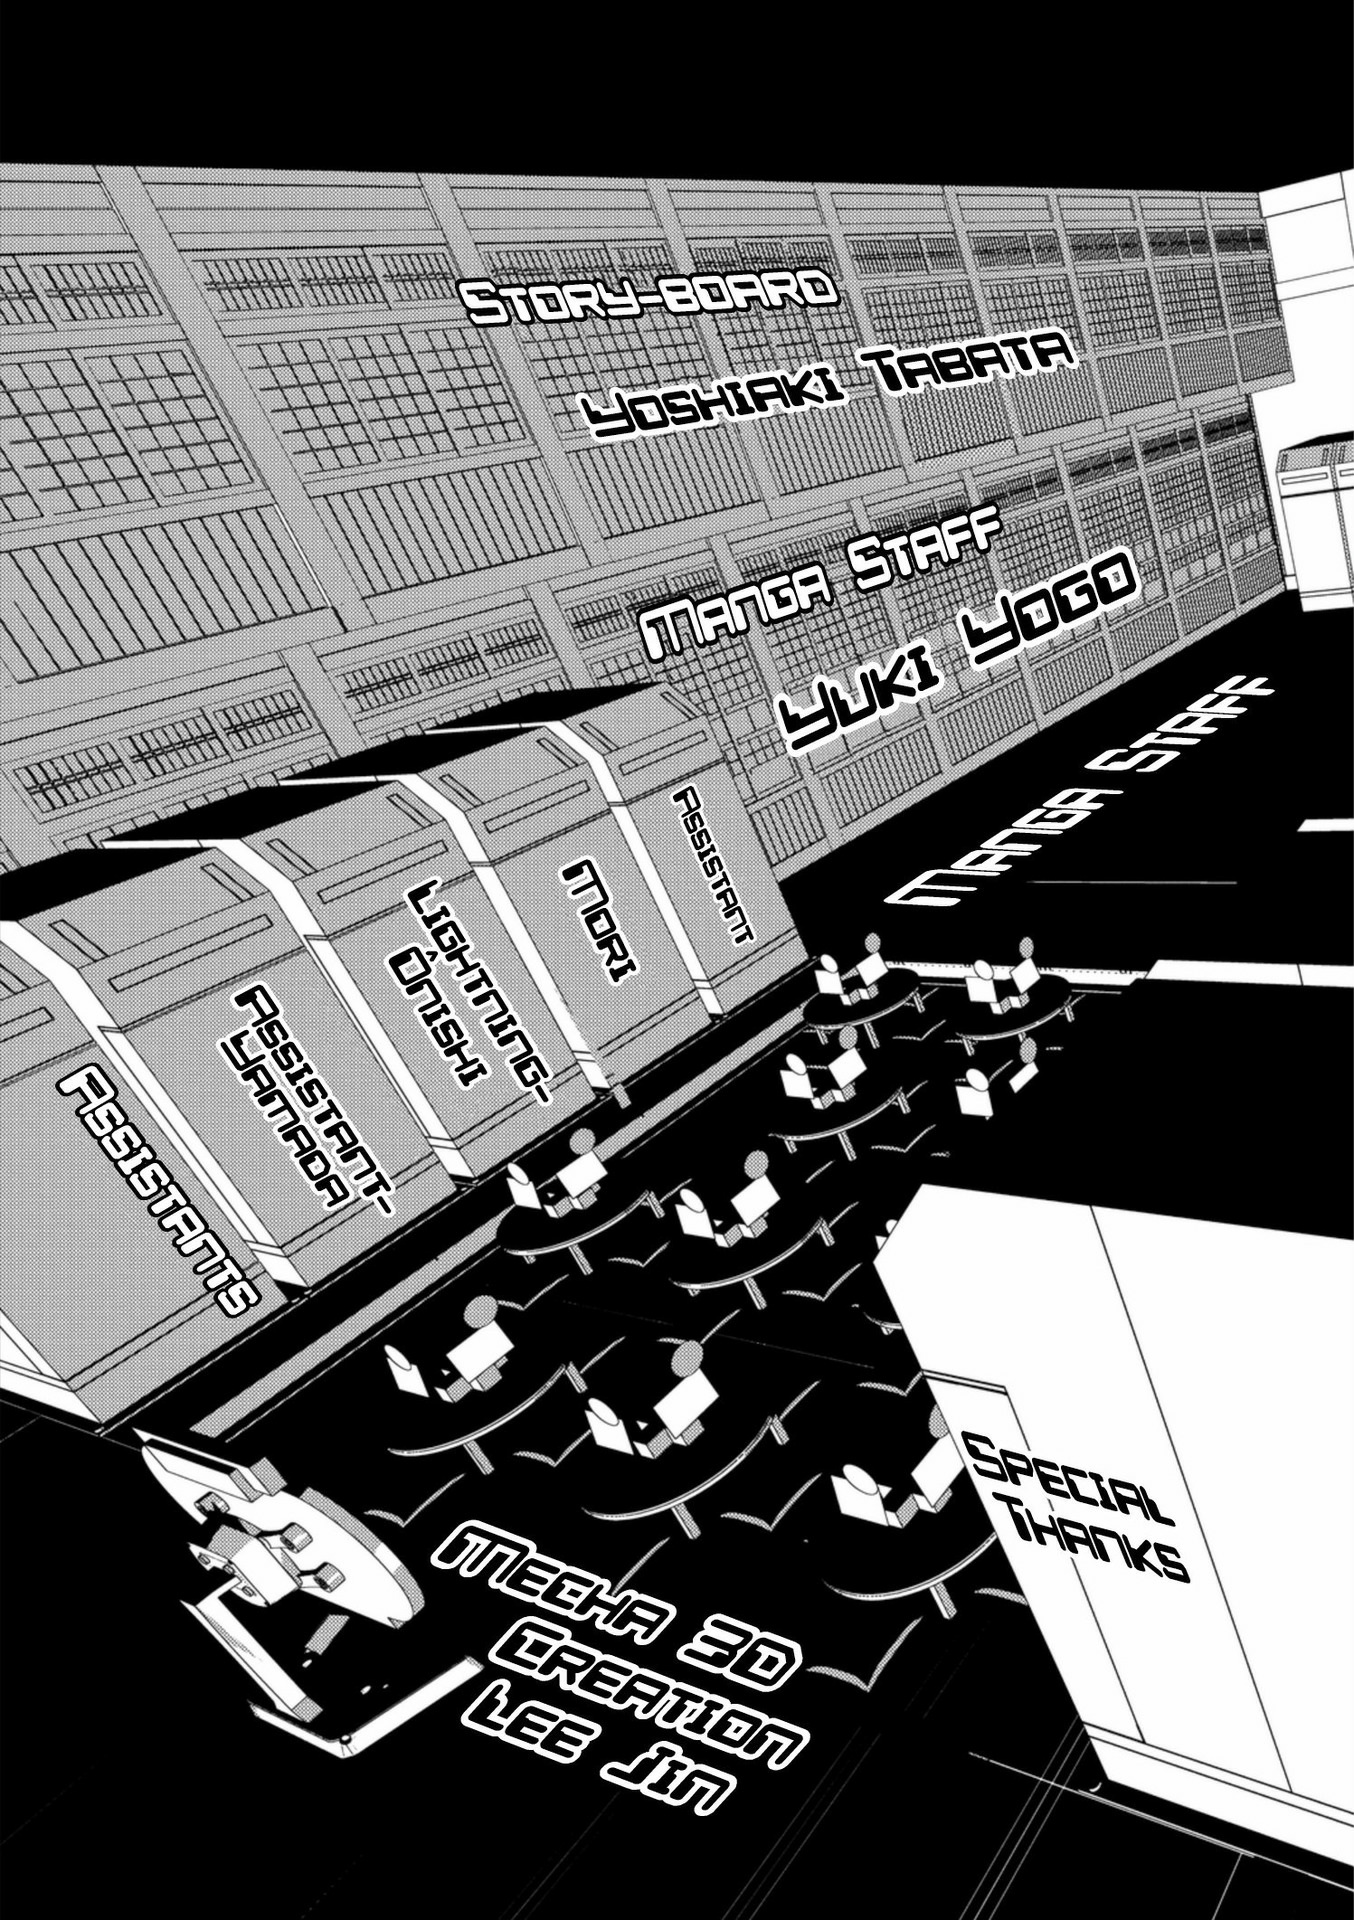 Story-board
Yoshiaki Tabata
Manga Staff
Yuki Yogo
Manga Staff
Assistant
Mori
Lightning-
Ônishi
Assistant-
Yamada
Assistants
Special
Thanks
Mecha 3D
Creation
Lee Jin